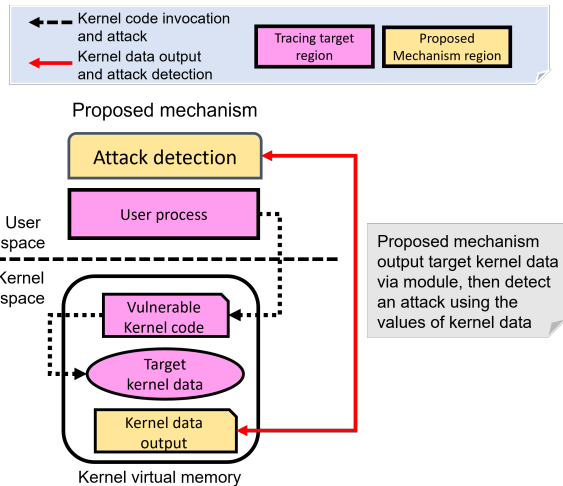 Kernel code invocation
and attack
Kernel data output
and attack detection
Tracing target
region
Proposed
Mechanism region
Proposed mechanism
Attack detection
User process
User
space
Kernel
space
Vulnerable
Kernel code
Target
kernel data
Kernel data
output
Kernel virtual memory
Proposed mechanism
output target kernel data
via module, then detect
an attack using the
values of kernel data